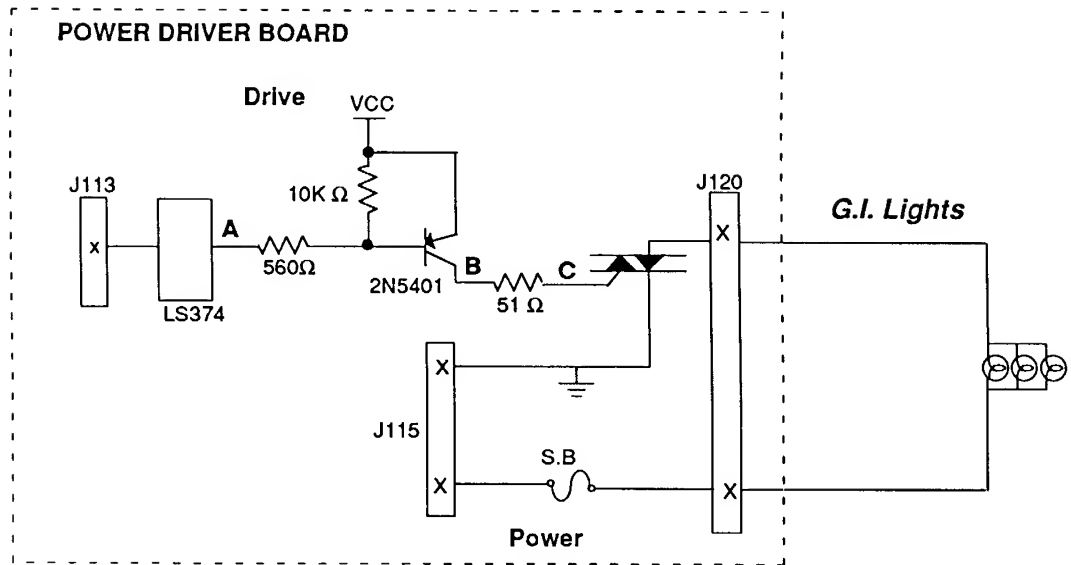 POWER DRIVER BOARD
Drive
VCC
J113
10K Ω
J120
G.I. Lights
x
A
X
560Ω
B
C
2N5401
51 Ω
LS374
X
J115
S.B
X
X
Power